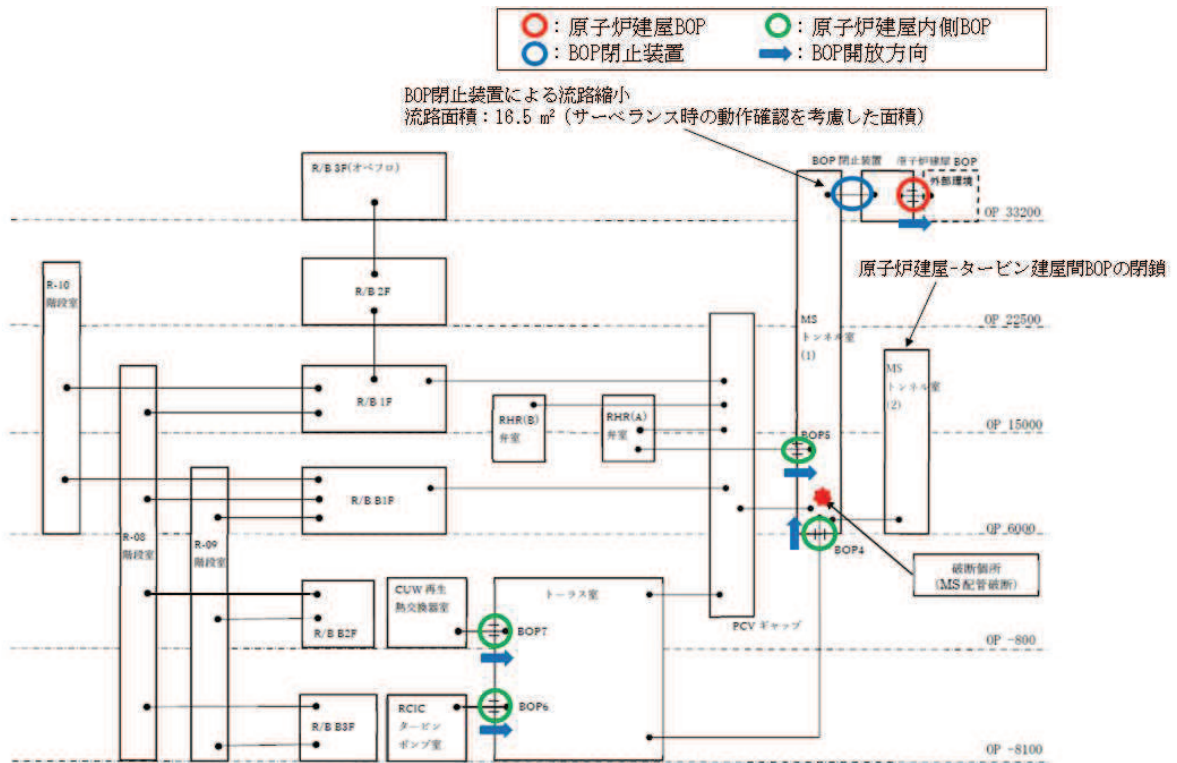 ：原子炉建屋BOP
：原子炉建屋内側BOP
：BOP閉止装置
：BOP開放方向
BOP閉止装置による流路縮小
流路面積：16.5 m²（サーベランス時の動作確認を考慮した面積）
R/B 3F(オペフロ)
BOP 閉止装置
原子炉建屋 BOP
外部環境
OP 33200
原子炉建屋-タービン建屋間BOPの閉鎖
R-10
階段室
R/B 2F
OP 22500
MS
トンネル室
(1)
MS
トンネル室
(2)
R/B 1F
RHR(B)
弁室
RHR(A)
弁室
OP 15000
BOP5
R/B B1F
OP 6000
R-08
階段室
R-09
階段室
BOP4
破断個所
(MS 配管破断)
CUW 再生
熱交換器室
トーラス室
PCV ギャップ
R/B B2F
BOP7
OP -800
R/B B3F
RCIC
タービン
ポンプ室
BOP6
OP -8100